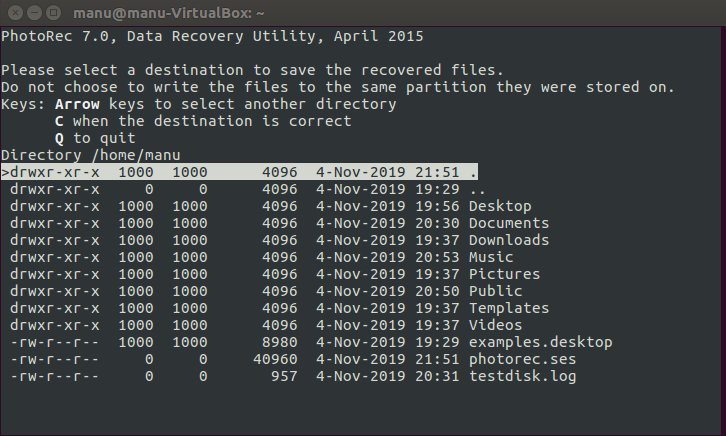 manu@manu-VirtualBox: ~
PhotoRec 7.0, Data Recovery Utility, April 2015
Please select a destination to save the recovered files.
Do not choose to write the files to the same partition they were stored on.
Keys: Arrow keys to select another directory
      C when the destination is correct
      Q to quit
Directory /home/manu
>drwxr-xr-x  1000  1000      4096  4-Nov-2019 21:51 .
 drwxr-xr-x     0     0      4096  4-Nov-2019 19:29 ..
 drwxr-xr-x  1000  1000      4096  4-Nov-2019 19:56 Desktop
 drwxr-xr-x  1000  1000      4096  4-Nov-2019 20:30 Documents
 drwxr-xr-x  1000  1000      4096  4-Nov-2019 19:37 Downloads
 drwxr-xr-x  1000  1000      4096  4-Nov-2019 20:53 Music
 drwxr-xr-x  1000  1000      4096  4-Nov-2019 19:37 Pictures
 drwxr-xr-x  1000  1000      4096  4-Nov-2019 20:50 Public
 drwxr-xr-x  1000  1000      4096  4-Nov-2019 19:37 Templates
 drwxr-xr-x  1000  1000      4096  4-Nov-2019 19:37 Videos
 -rw-r--r--  1000  1000      8980  4-Nov-2019 19:29 examples.desktop
 -rw-r--r--     0     0     40960  4-Nov-2019 21:51 photorec.ses
 -rw-r--r--     0     0       957  4-Nov-2019 20:31 testdisk.log